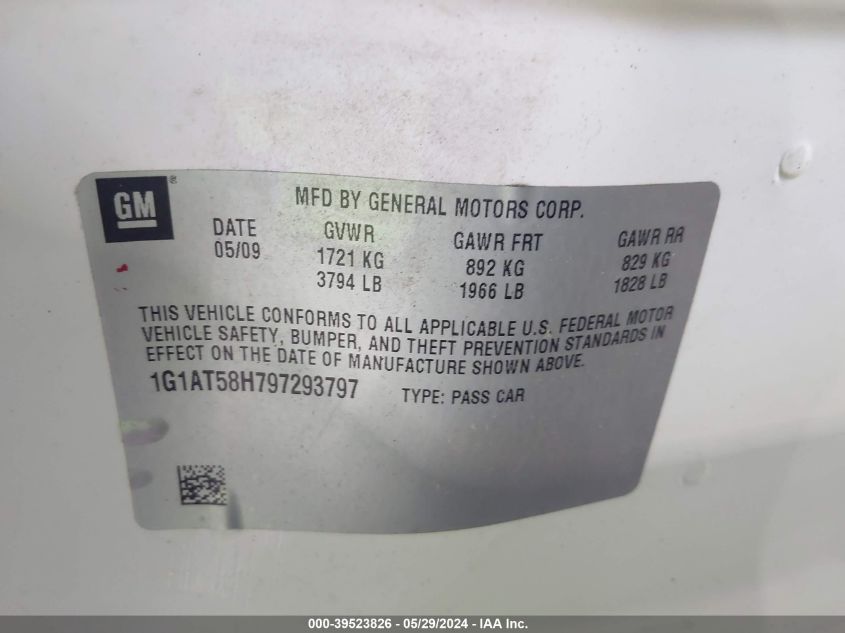 GM®
MFD BY GENERAL MOTORS CORP.
DATE GVWR GAWR FRT GAWR RR
05/09 1721 KG 892 KG 829 KG
3794 LB 1966 LB 1828 LB
THIS VEHICLE CONFORMS TO ALL APPLICABLE U.S. FEDERAL MOTOR
VEHICLE SAFETY, BUMPER, AND THEFT PREVENTION STANDARDS IN
EFFECT ON THE DATE OF MANUFACTURE SHOWN ABOVE.
1G1AT58H797293797 TYPE: PASS CAR
000-39523826 - 05/29/2024 - IAA Inc.